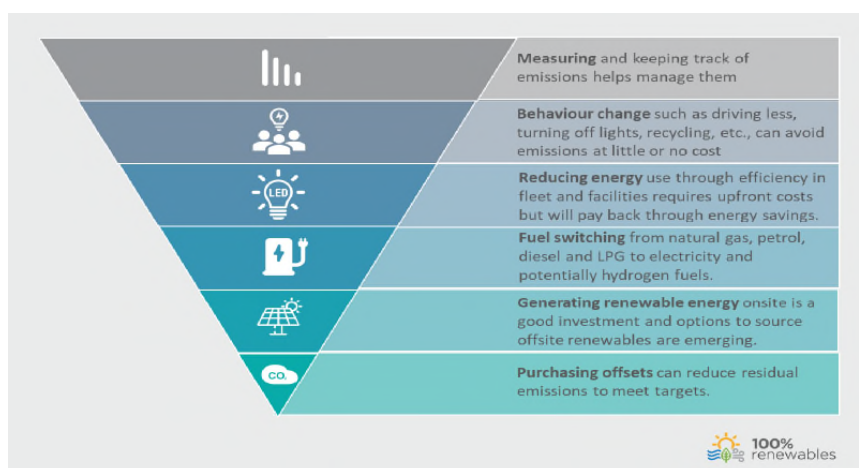 Measuring and keeping track of
emissions helps manage them
Behaviour change such as driving less,
turning off lights, recycling, etc., can avoid
emissions at little or no cost
LED
Reducing energy use through efficiency in
fleet and facilities requires upfront costs
but will pay back through energy savings.
Fuel switching from natural gas, petrol,
diesel and LPG to electricity and
potentially hydrogen fuels.
Generating renewable energy onsite is a
good investment and options to source
offsite renewables are emerging.
CO.
Purchasing offsets can reduce residual
emissions to meet targets.
100%
renewables